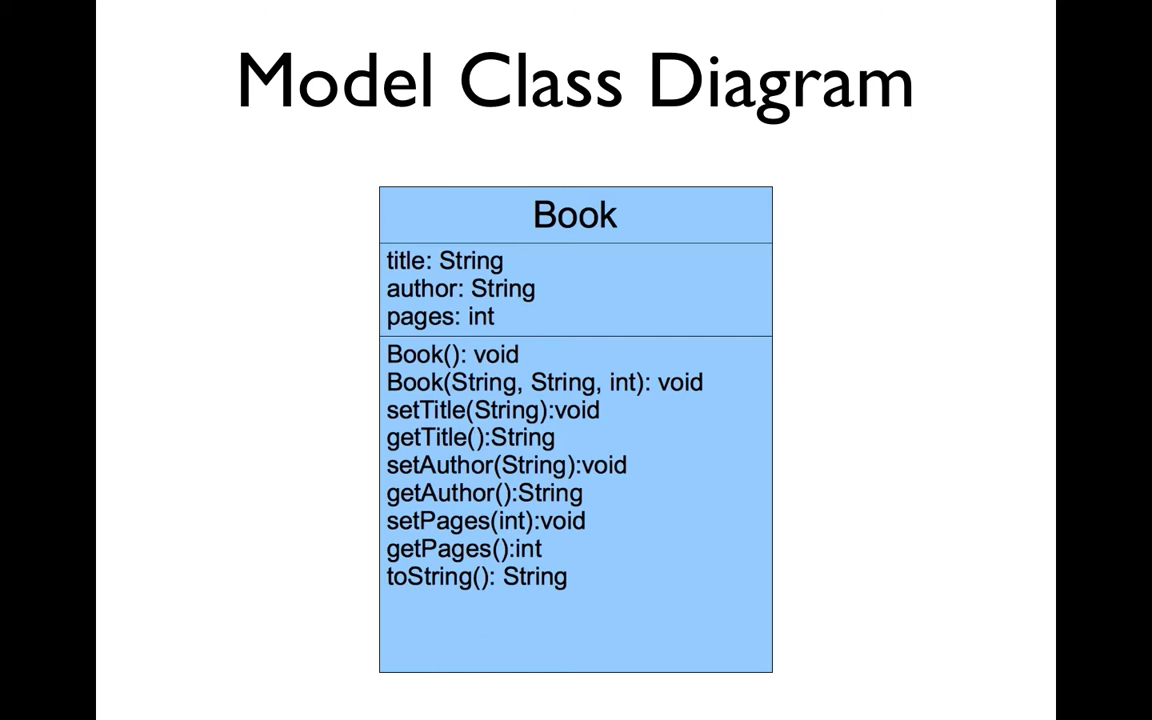 Model Class Diagram
Book
title: String
author: String
pages: int
Book(): void
Book(String, String, int): void
setTitle(String):void
getTitle():String
setAuthor(String):void
getAuthor():String
setPages(int):void
getPages():int
toString(): String